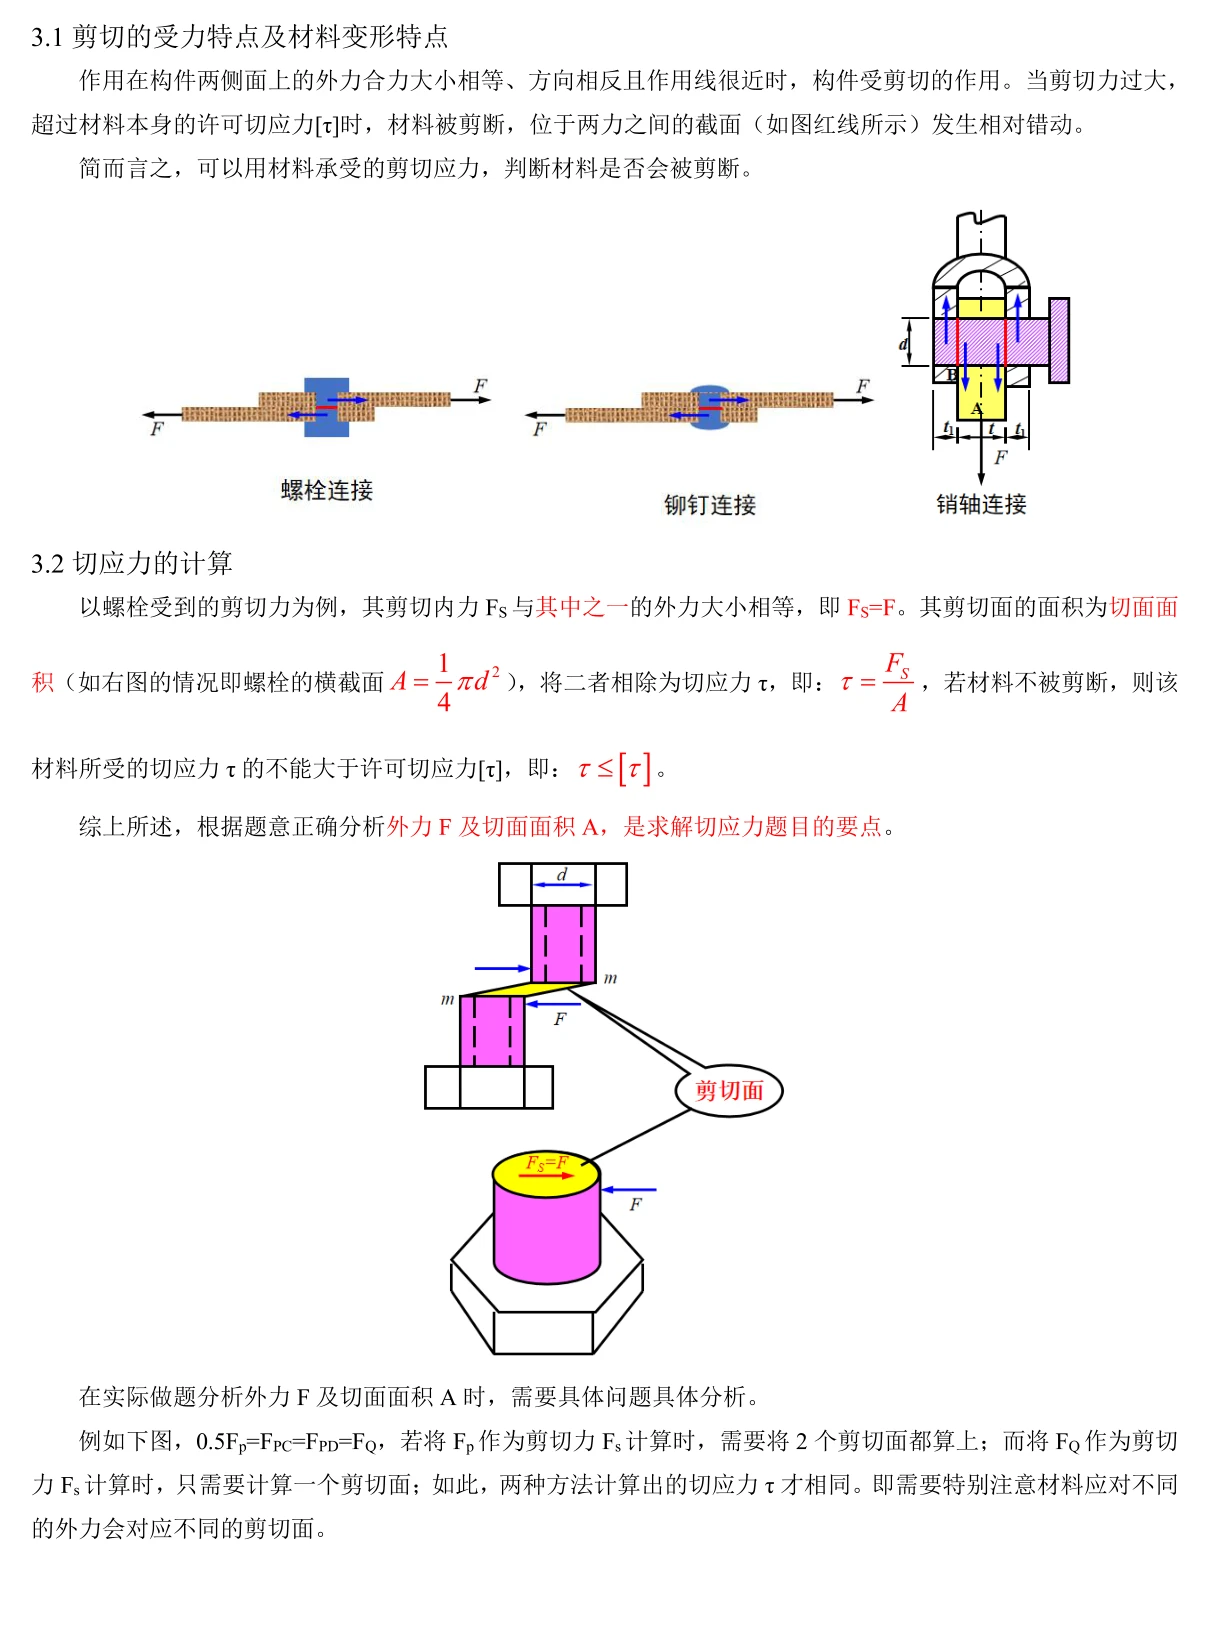 3.1 剪切的受力特点及材料变形特点
作用在构件两侧面上的外力合力大小相等、方向相反且作用线很近时，构件受剪切的作用。当剪切力过大，
超过材料本身的许可切应力[τ]时，材料被剪断，位于两力之间的截面（如图红线所示）发生相对错动。
简而言之，可以用材料承受的剪切应力，判断材料是否会被剪断。
F
F
螺栓连接
F
F
铆钉连接
d
B
A
t₁ t t₁
F
销轴连接
3.2 切应力的计算
以螺栓受到的剪切力为例，其剪切内力 F_S 与其中之一的外力大小相等，即 F_S=F。其剪切面的面积为切面面
积（如右图的情况即螺栓的横截面 A = 1/4 πd²），将二者相除为切应力 τ，即：τ = F_S/A，若材料不被剪断，则该
材料所受的切应力 τ 的不能大于许可切应力[τ]，即：τ ≤ [τ]。
综上所述，根据题意正确分析外力 F 及切面面积 A，是求解切应力题目的要点。
d
m
m
F
剪切面
F_S=F
F
在实际做题分析外力 F 及切面面积 A 时，需要具体问题具体分析。
例如下图，0.5F_p=F_PC=F_PD=F_Q，若将 F_p 作为剪切力 F_s 计算时，需要将 2 个剪切面都算上；而将 F_Q 作为剪切
力 F_s 计算时，只需要计算一个剪切面；如此，两种方法计算出的切应力 τ 才相同。即需要特别注意材料应对不同
的外力会对应不同的剪切面。